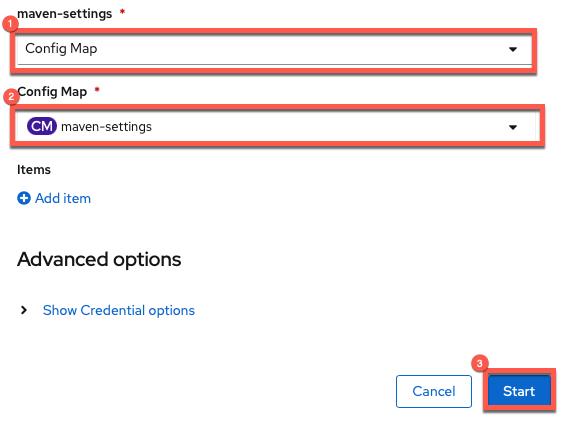 maven-settings *
1
Config Map
2
Config Map *
CM maven-settings
Items
Add item
Advanced options
Show Credential options
3
Cancel Start